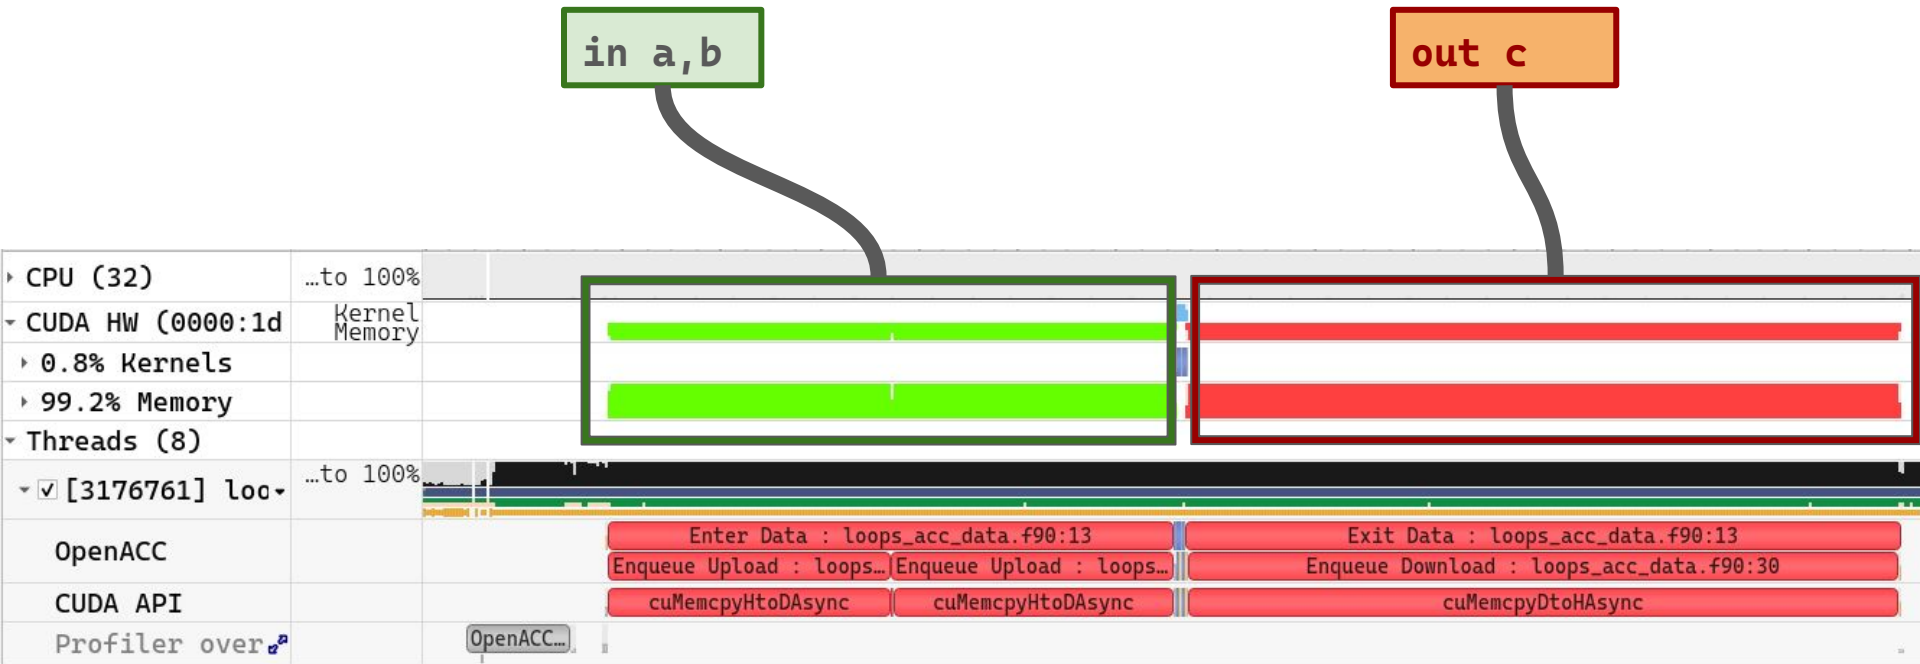 in a,b
out c
CPU (32)
…to 100%
CUDA HW (0000:1d
Kernel
Memory
0.8% Kernels
99.2% Memory
Threads (8)
[3176761] loo
…to 100%
OpenACC
Enter Data : loops_acc_data.f90:13
Exit Data : loops_acc_data.f90:13
Enqueue Upload : loops…
Enqueue Upload : loops…
Enqueue Download : loops_acc_data.f90:30
CUDA API
cuMemcpyHtoDAsync
cuMemcpyHtoDAsync
cuMemcpyDtoHAsync
Profiler over
OpenACC…